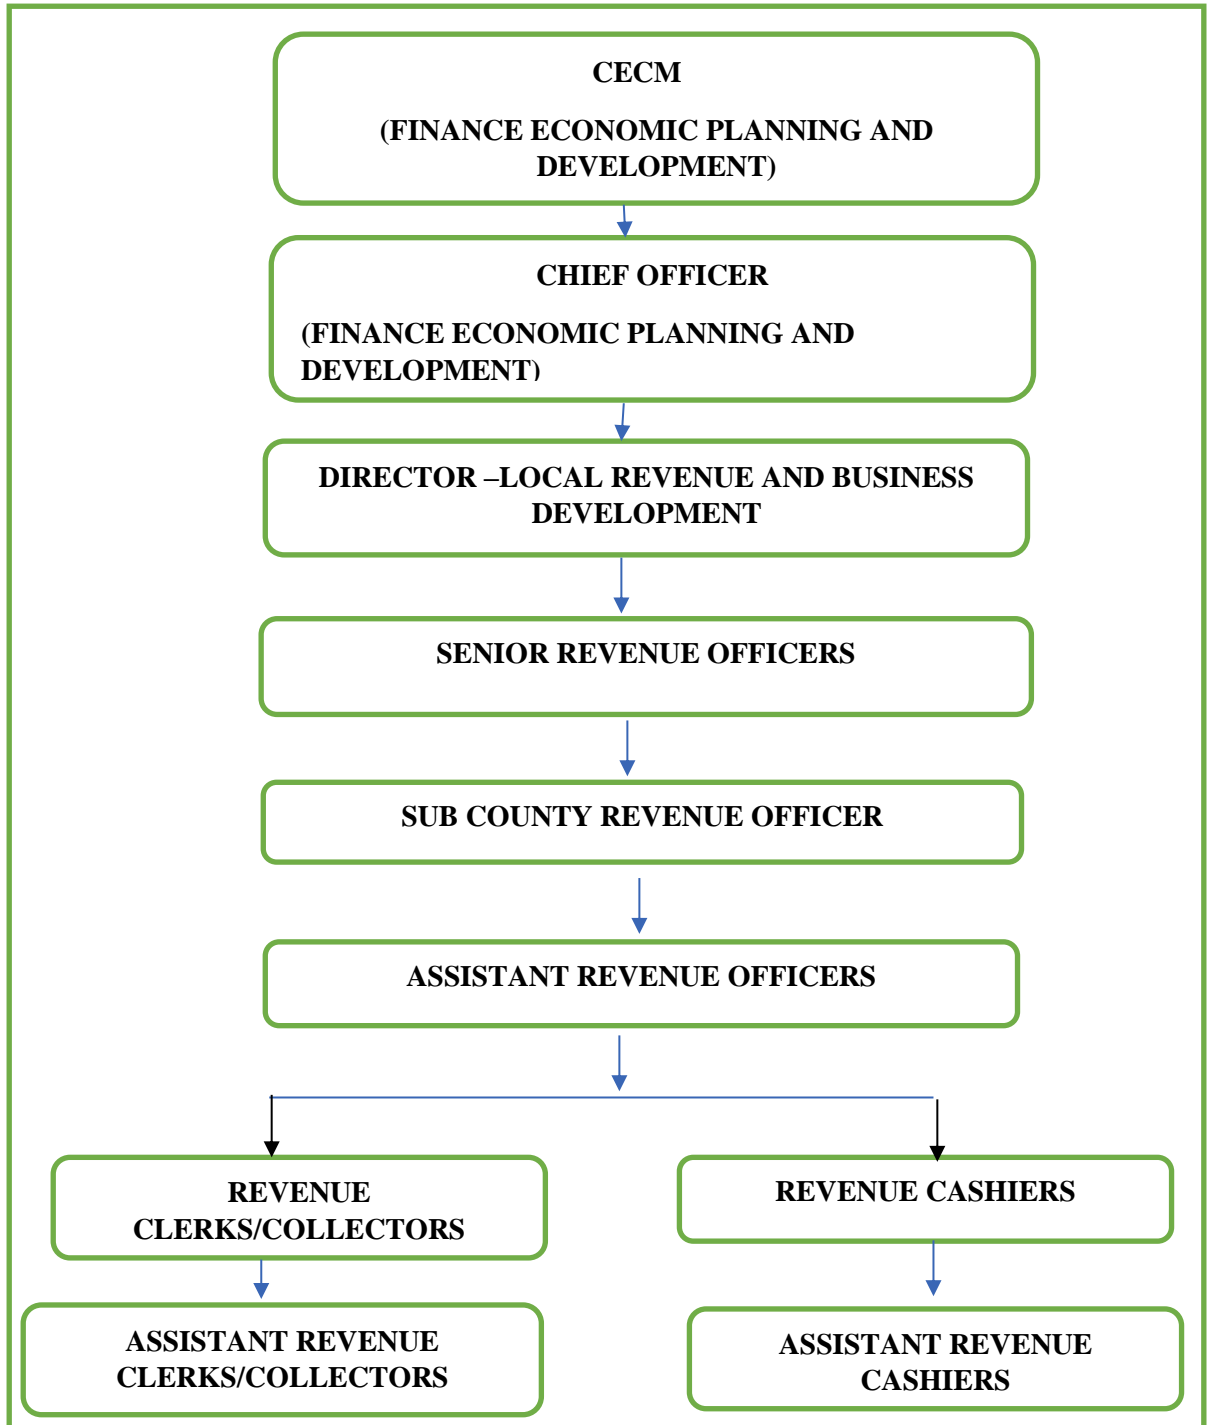 CECM
(FINANCE ECONOMIC PLANNING AND
DEVELOPMENT)
CHIEF OFFICER
(FINANCE ECONOMIC PLANNING AND
DEVELOPMENT)
DIRECTOR –LOCAL REVENUE AND BUSINESS
DEVELOPMENT
SENIOR REVENUE OFFICERS
SUB COUNTY REVENUE OFFICER
ASSISTANT REVENUE OFFICERS
REVENUE
CLERKS/COLLECTORS
REVENUE CASHIERS
ASSISTANT REVENUE
CLERKS/COLLECTORS
ASSISTANT REVENUE
CASHIERS